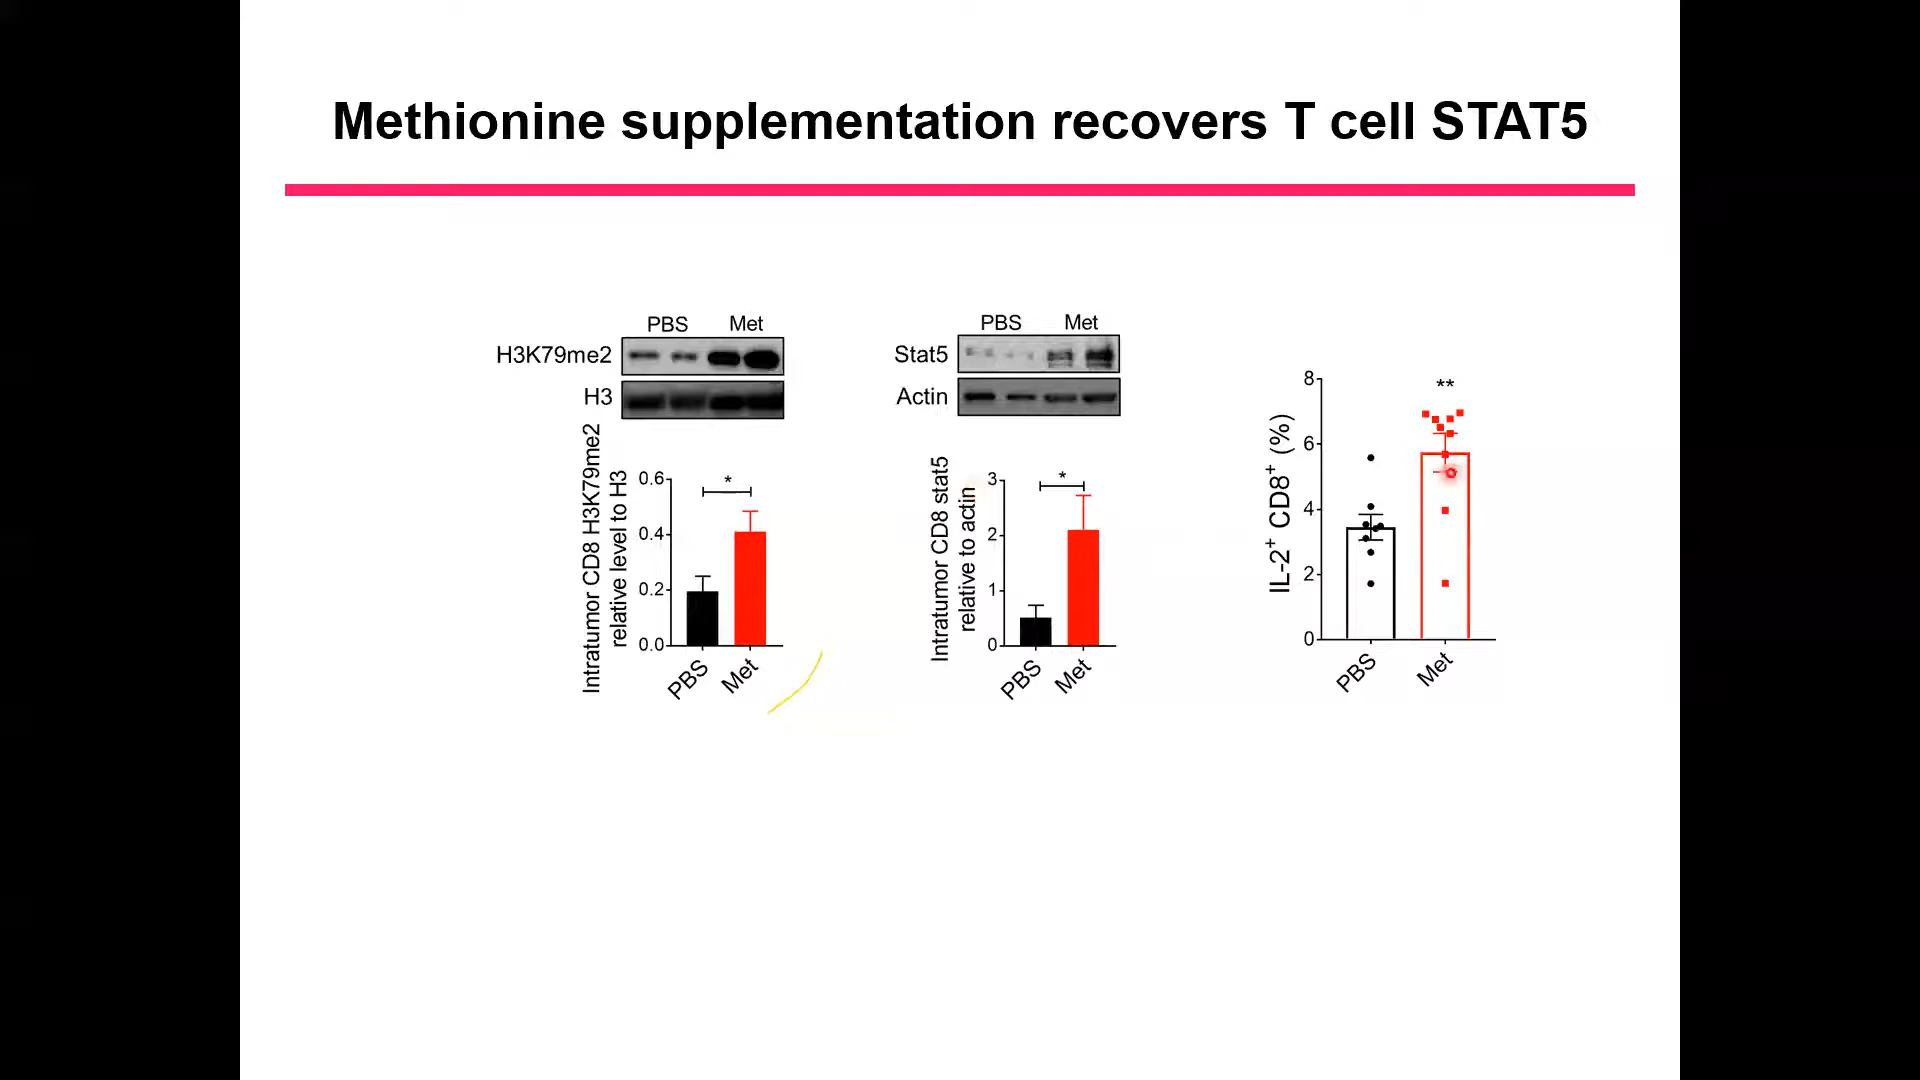 Methionine supplementation recovers T cell STAT5
PBS Met
H3K79me2
H3
Intratumor CD8 H3K79me2
relative level to H3
0.6
0.4
0.2
0.0
*
PBS Met
PBS Met
Stat5
Actin
Intratumor CD8 stat5
relative to actin
3
2
1
0
*
PBS Met
IL-2⁺ CD8⁺ (%)
8
6
4
2
0
**
PBS Met